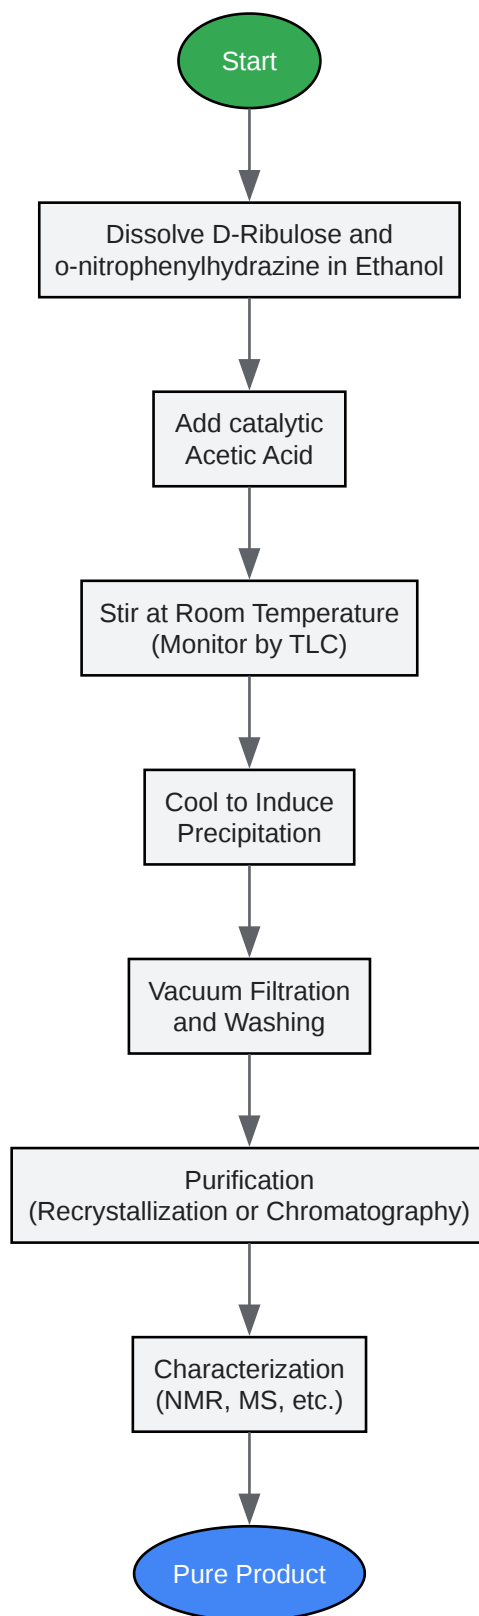 Start
Dissolve D-Ribulose and
o-nitrophenylhydrazine in Ethanol
Add catalytic
Acetic Acid
Stir at Room Temperature
(Monitor by TLC)
Cool to Induce
Precipitation
Vacuum Filtration
and Washing
Purification
(Recrystallization or Chromatography)
Characterization
(NMR, MS, etc.)
Pure Product